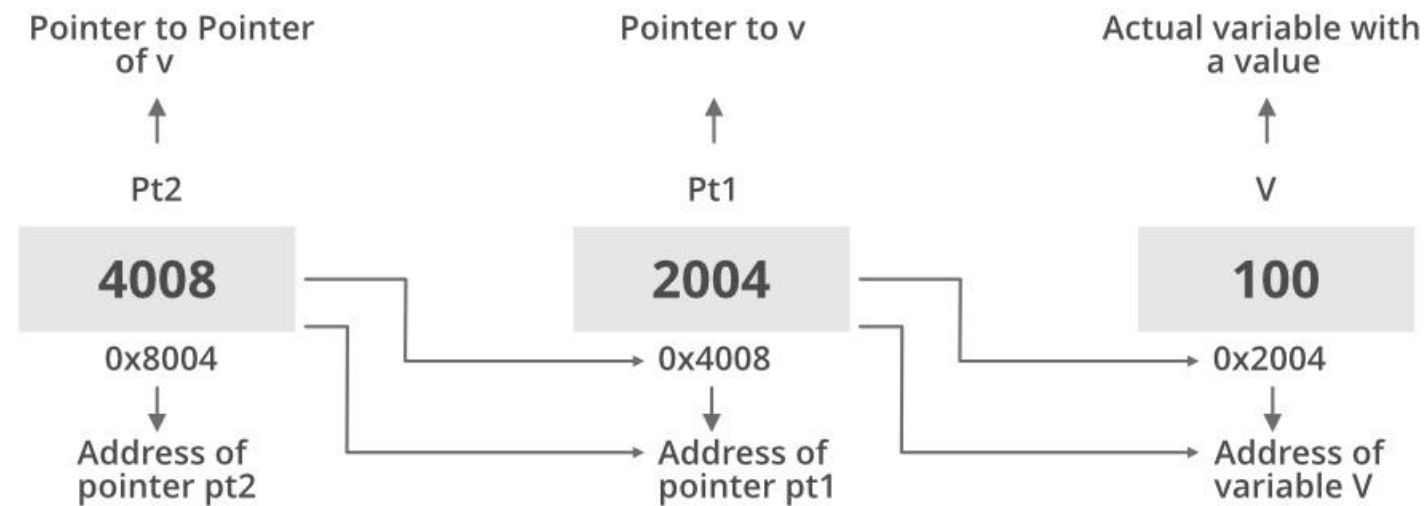 Pointer to Pointer
of v
Pointer to v
Actual variable with
a value
Pt2
Pt1
V
4008
2004
100
0x8004
0x4008
0x2004
Address of
pointer pt2
Address of
pointer pt1
Address of
variable V